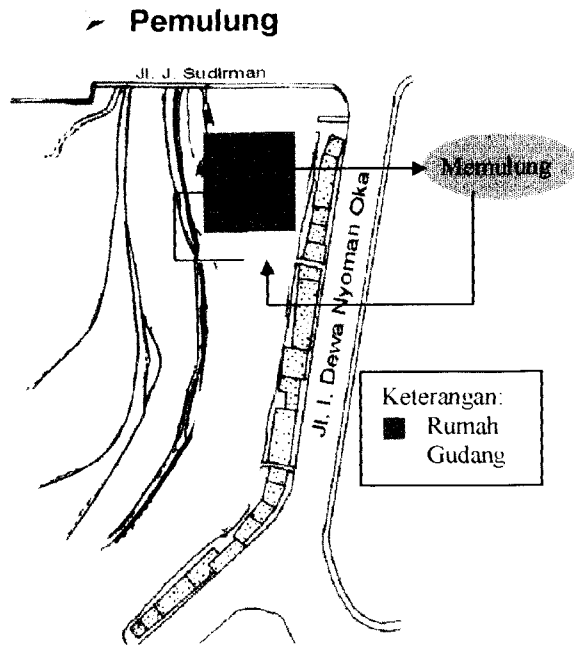 Pemulung
Jl. J. Sudirman
Memulung
Jl. I. Dewa Nyoman Oka
Keterangan:
Rumah
Gudang